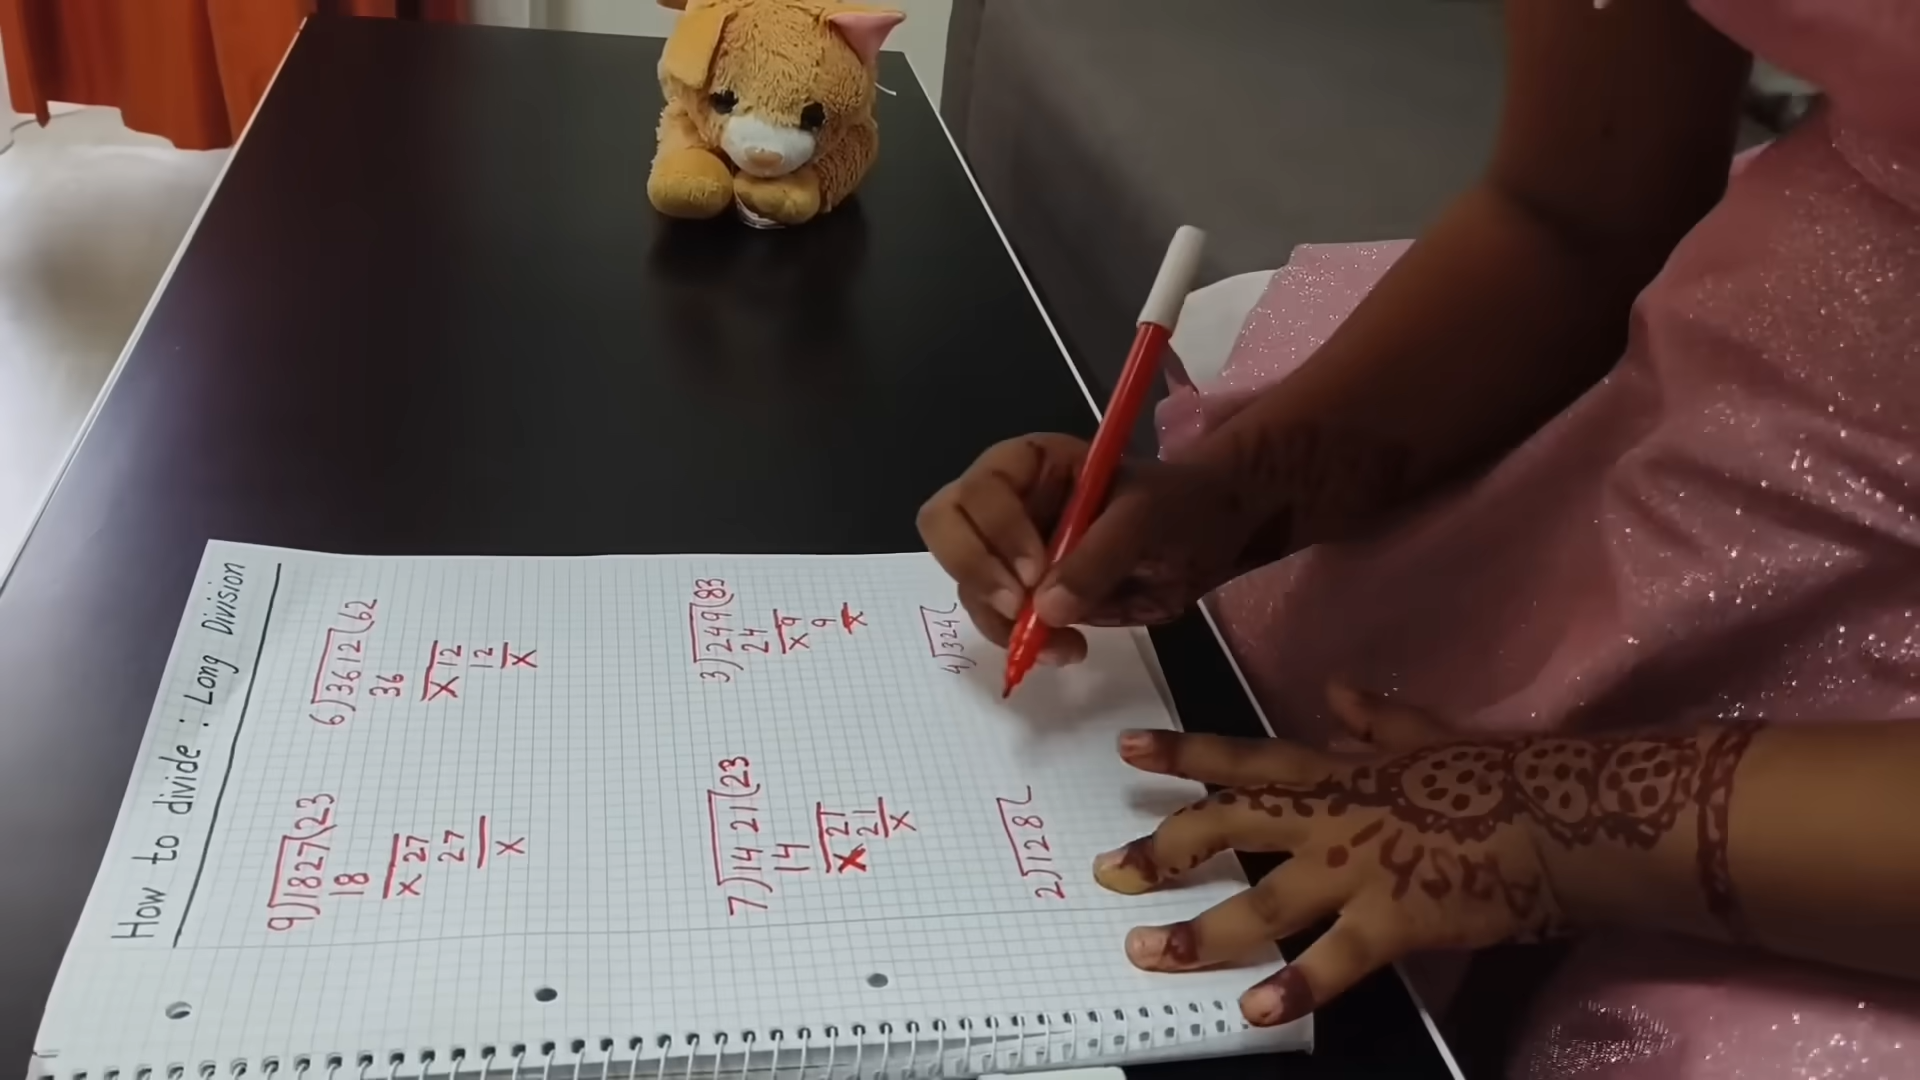 How to divide : Long Division
9)1827(23
18
x 27
27
x
6)3612(62
36
x 12
12
x
7)1421(23
14
x 21
21
x
3)249(83
24
x 9
9
x
2)128(
4)324(